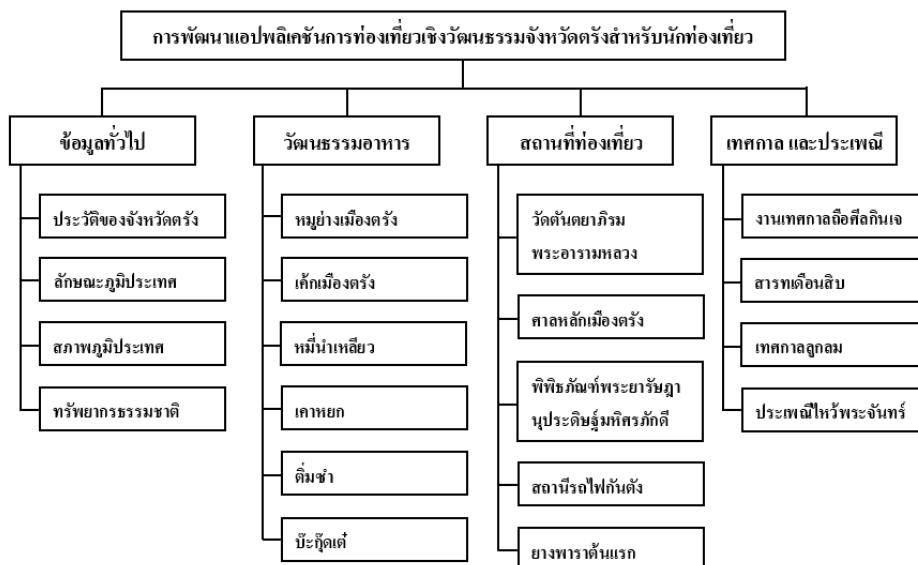 การพัฒนาแอปพลิเคชันการท่องเที่ยวเชิงวัฒนธรรมจังหวัดตรังสำหรับนักท่องเที่ยว
ข้อมูลทั่วไป
ประวัติของจังหวัดตรัง
ลักษณะภูมิประเทศ
สภาพภูมิประเทศ
ทรัพยากรธรรมชาติ
วัฒนธรรมอาหาร
หมูย่างเมืองตรัง
เค้กเมืองตรัง
หมี่น้ำเหลียว
เคาหยก
ติ่มซำ
บ๊ะกุ๊ดเต๋
สถานที่ท่องเที่ยว
วัดตันตยาภิรม
พระอารามหลวง
ศาลหลักเมืองตรัง
พิพิธภัณฑ์พระยารัษฎา
นุประดิษฐ์มหิศรภักดี
สถานีรถไฟกันตัง
ยางพาราต้นแรก
เทศกาล และประเพณี
งานเทศกาลถือศีลกินเจ
สารทเดือนสิบ
เทศกาลลูกลม
ประเพณีไหว้พระจันทร์